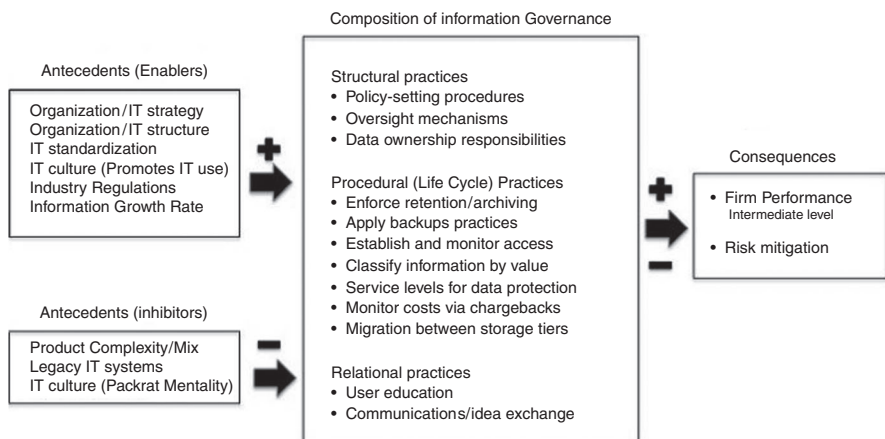 Composition of information Governance
Antecedents (Enablers)
Organization/IT strategy
Organization/IT structure
IT standardization
IT culture (Promotes IT use)
Industry Regulations
Information Growth Rate
Antecedents (inhibitors)
Product Complexity/Mix
Legacy IT systems
IT culture (Packrat Mentality)
Structural practices
• Policy-setting procedures
• Oversight mechanisms
• Data ownership responsibilities
Procedural (Life Cycle) Practices
• Enforce retention/archiving
• Apply backups practices
• Establish and monitor access
• Classify information by value
• Service levels for data protection
• Monitor costs via chargebacks
• Migration between storage tiers
Relational practices
• User education
• Communications/idea exchange
Consequences
• Firm Performance
Intermediate level
• Risk mitigation